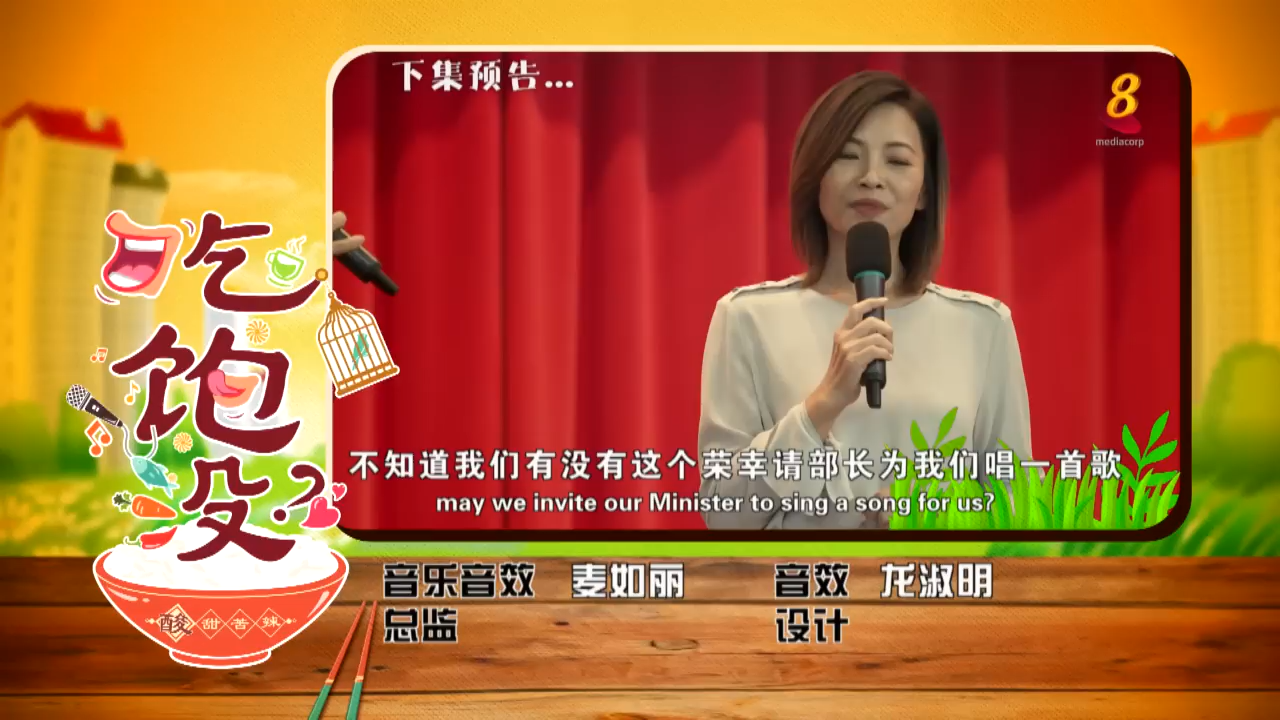 下集预告...
8
mediacorp
吃
饱
没?
酸甜苦辣
不知道我们有没有这个荣幸请部长为我们唱一首歌
may we invite our Minister to sing a song for us?
音乐音效 麦如丽 音效 龙淑明
总监 设计